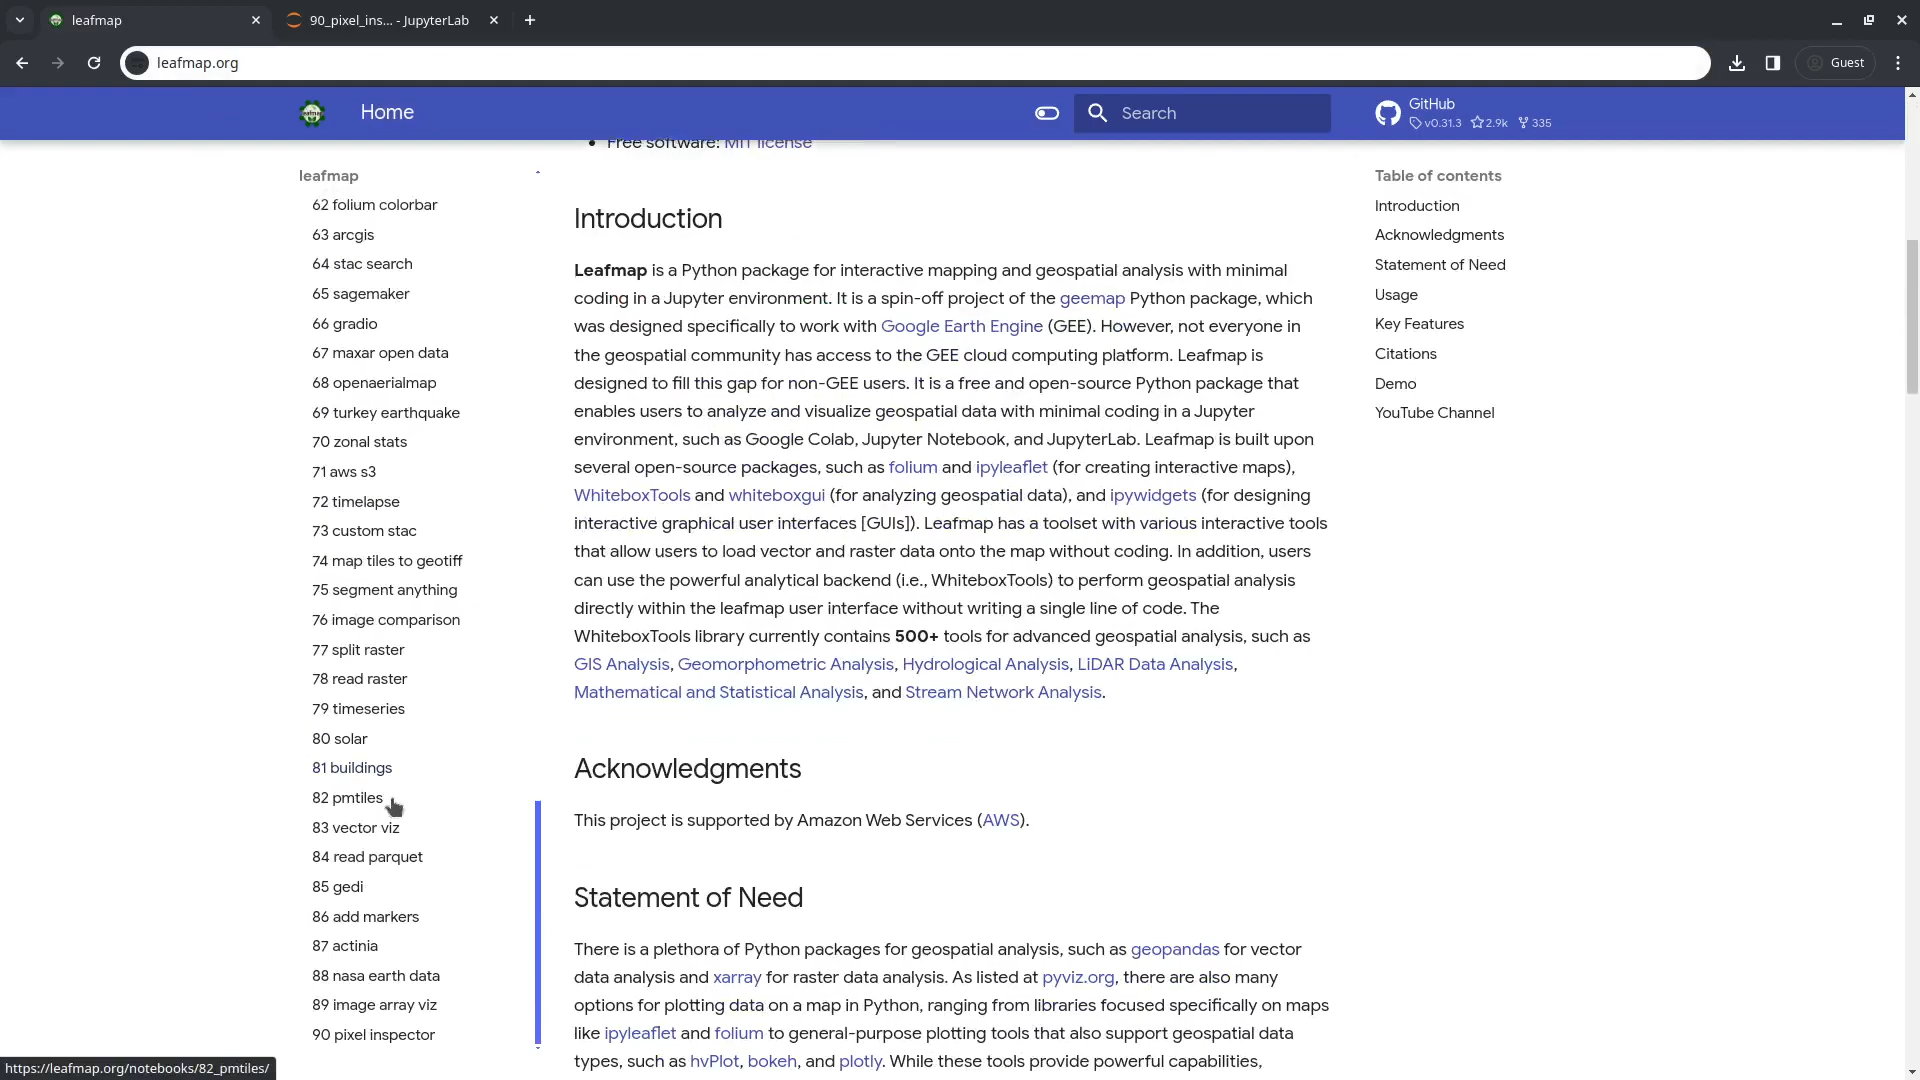 leafmap
90_pixel_ins... - JupyterLab
leafmap.org
Guest
Home
Search
GitHub
v0.31.3 2.9k 335
leafmap
62 folium colorbar
63 arcgis
64 stac search
65 sagemaker
66 gradio
67 maxar open data
68 openaerialmap
69 turkey earthquake
70 zonal stats
71 aws s3
72 timelapse
73 custom stac
74 map tiles to geotiff
75 segment anything
76 image comparison
77 split raster
78 read raster
79 timeseries
80 solar
81 buildings
82 pmtiles
83 vector viz
84 read parquet
85 gedi
86 add markers
87 actinia
88 nasa earth data
89 image array viz
90 pixel inspector
Free software: MIT license
Introduction
Leafmap is a Python package for interactive mapping and geospatial analysis with minimal
coding in a Jupyter environment. It is a spin-off project of the geemap Python package, which
was designed specifically to work with Google Earth Engine (GEE). However, not everyone in
the geospatial community has access to the GEE cloud computing platform. Leafmap is
designed to fill this gap for non-GEE users. It is a free and open-source Python package that
enables users to analyze and visualize geospatial data with minimal coding in a Jupyter
environment, such as Google Colab, Jupyter Notebook, and JupyterLab. Leafmap is built upon
several open-source packages, such as folium and ipyleaflet (for creating interactive maps),
WhiteboxTools and whiteboxgui (for analyzing geospatial data), and ipywidgets (for designing
interactive graphical user interfaces [GUIs]). Leafmap has a toolset with various interactive tools
that allow users to load vector and raster data onto the map without coding. In addition, users
can use the powerful analytical backend (i.e., WhiteboxTools) to perform geospatial analysis
directly within the leafmap user interface without writing a single line of code. The
WhiteboxTools library currently contains 500+ tools for advanced geospatial analysis, such as
GIS Analysis, Geomorphometric Analysis, Hydrological Analysis, LiDAR Data Analysis,
Mathematical and Statistical Analysis, and Stream Network Analysis.
Acknowledgments
This project is supported by Amazon Web Services (AWS).
Statement of Need
There is a plethora of Python packages for geospatial analysis, such as geopandas for vector
data analysis and xarray for raster data analysis. As listed at pyviz.org, there are also many
options for plotting data on a map in Python, ranging from libraries focused specifically on maps
like ipyleaflet and folium to general-purpose plotting tools that also support geospatial data
types, such as hvPlot, bokeh, and plotly. While these tools provide powerful capabilities,
Table of contents
Introduction
Acknowledgments
Statement of Need
Usage
Key Features
Citations
Demo
YouTube Channel
https://leafmap.org/notebooks/82_pmtiles/